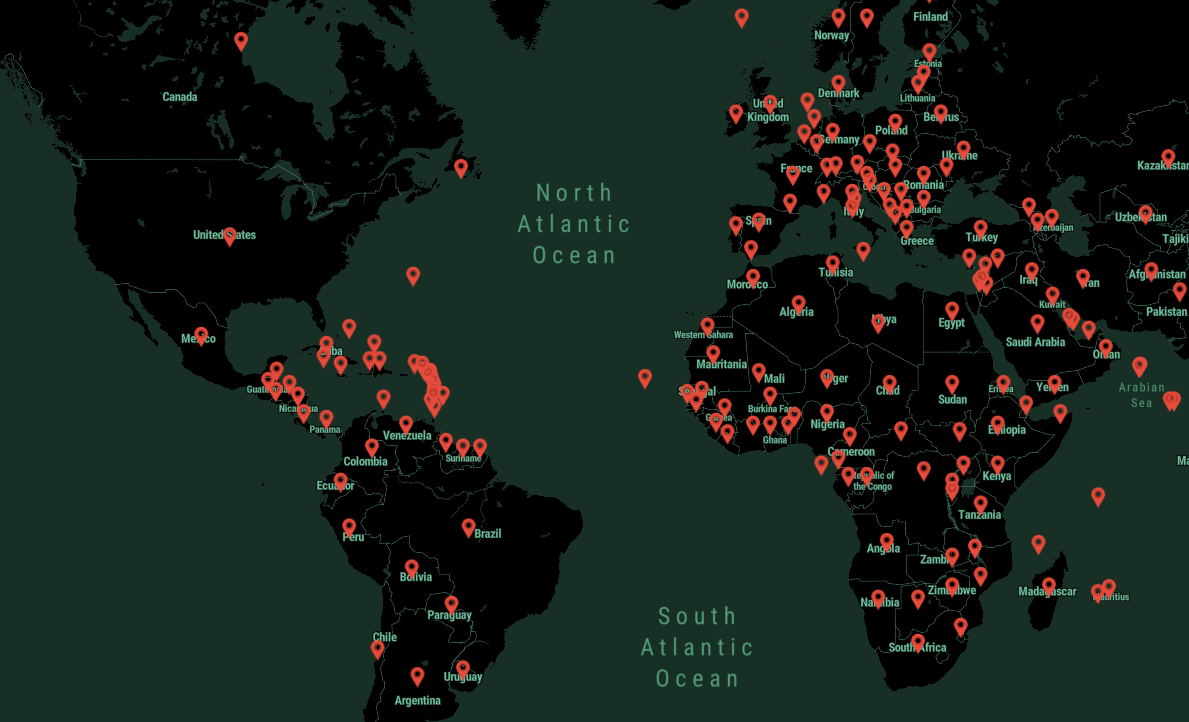 Canada
United States
Mexico
Cuba
Guatemala
Nicaragua
Panama
Venezuela
Colombia
Suriname
Ecuador
Peru
Brazil
Bolivia
Paraguay
Chile
Uruguay
Argentina
North
Atlantic
Ocean
South
Atlantic
Ocean
Finland
Norway
Estonia
Denmark
Lithuania
United
Kingdom
Belarus
Poland
Germany
Ukraine
France
Kazakstan
Romania
Italy
Bulgaria
Spain
Greece
Turkey
Azerbaijan
Uzbekistan
Tajiki
Tunisia
Morocco
Iraq
Iran
Afghanistan
Kuwait
Pakistan
Algeria
Libya
Egypt
Western Sahara
Saudi Arabia
Oman
Mauritania
Mali
Niger
Chad
Sudan
Eritrea
Yemen
Arabian
Sea
Senegal
Burkina Faso
Guinea
Ghana
Nigeria
Ethiopia
Cameroon
Republic of
the Congo
Kenya
Ma
Tanzania
Angola
Zambia
Namibia
Zimbabwe
Madagascar
Mauritius
South Africa